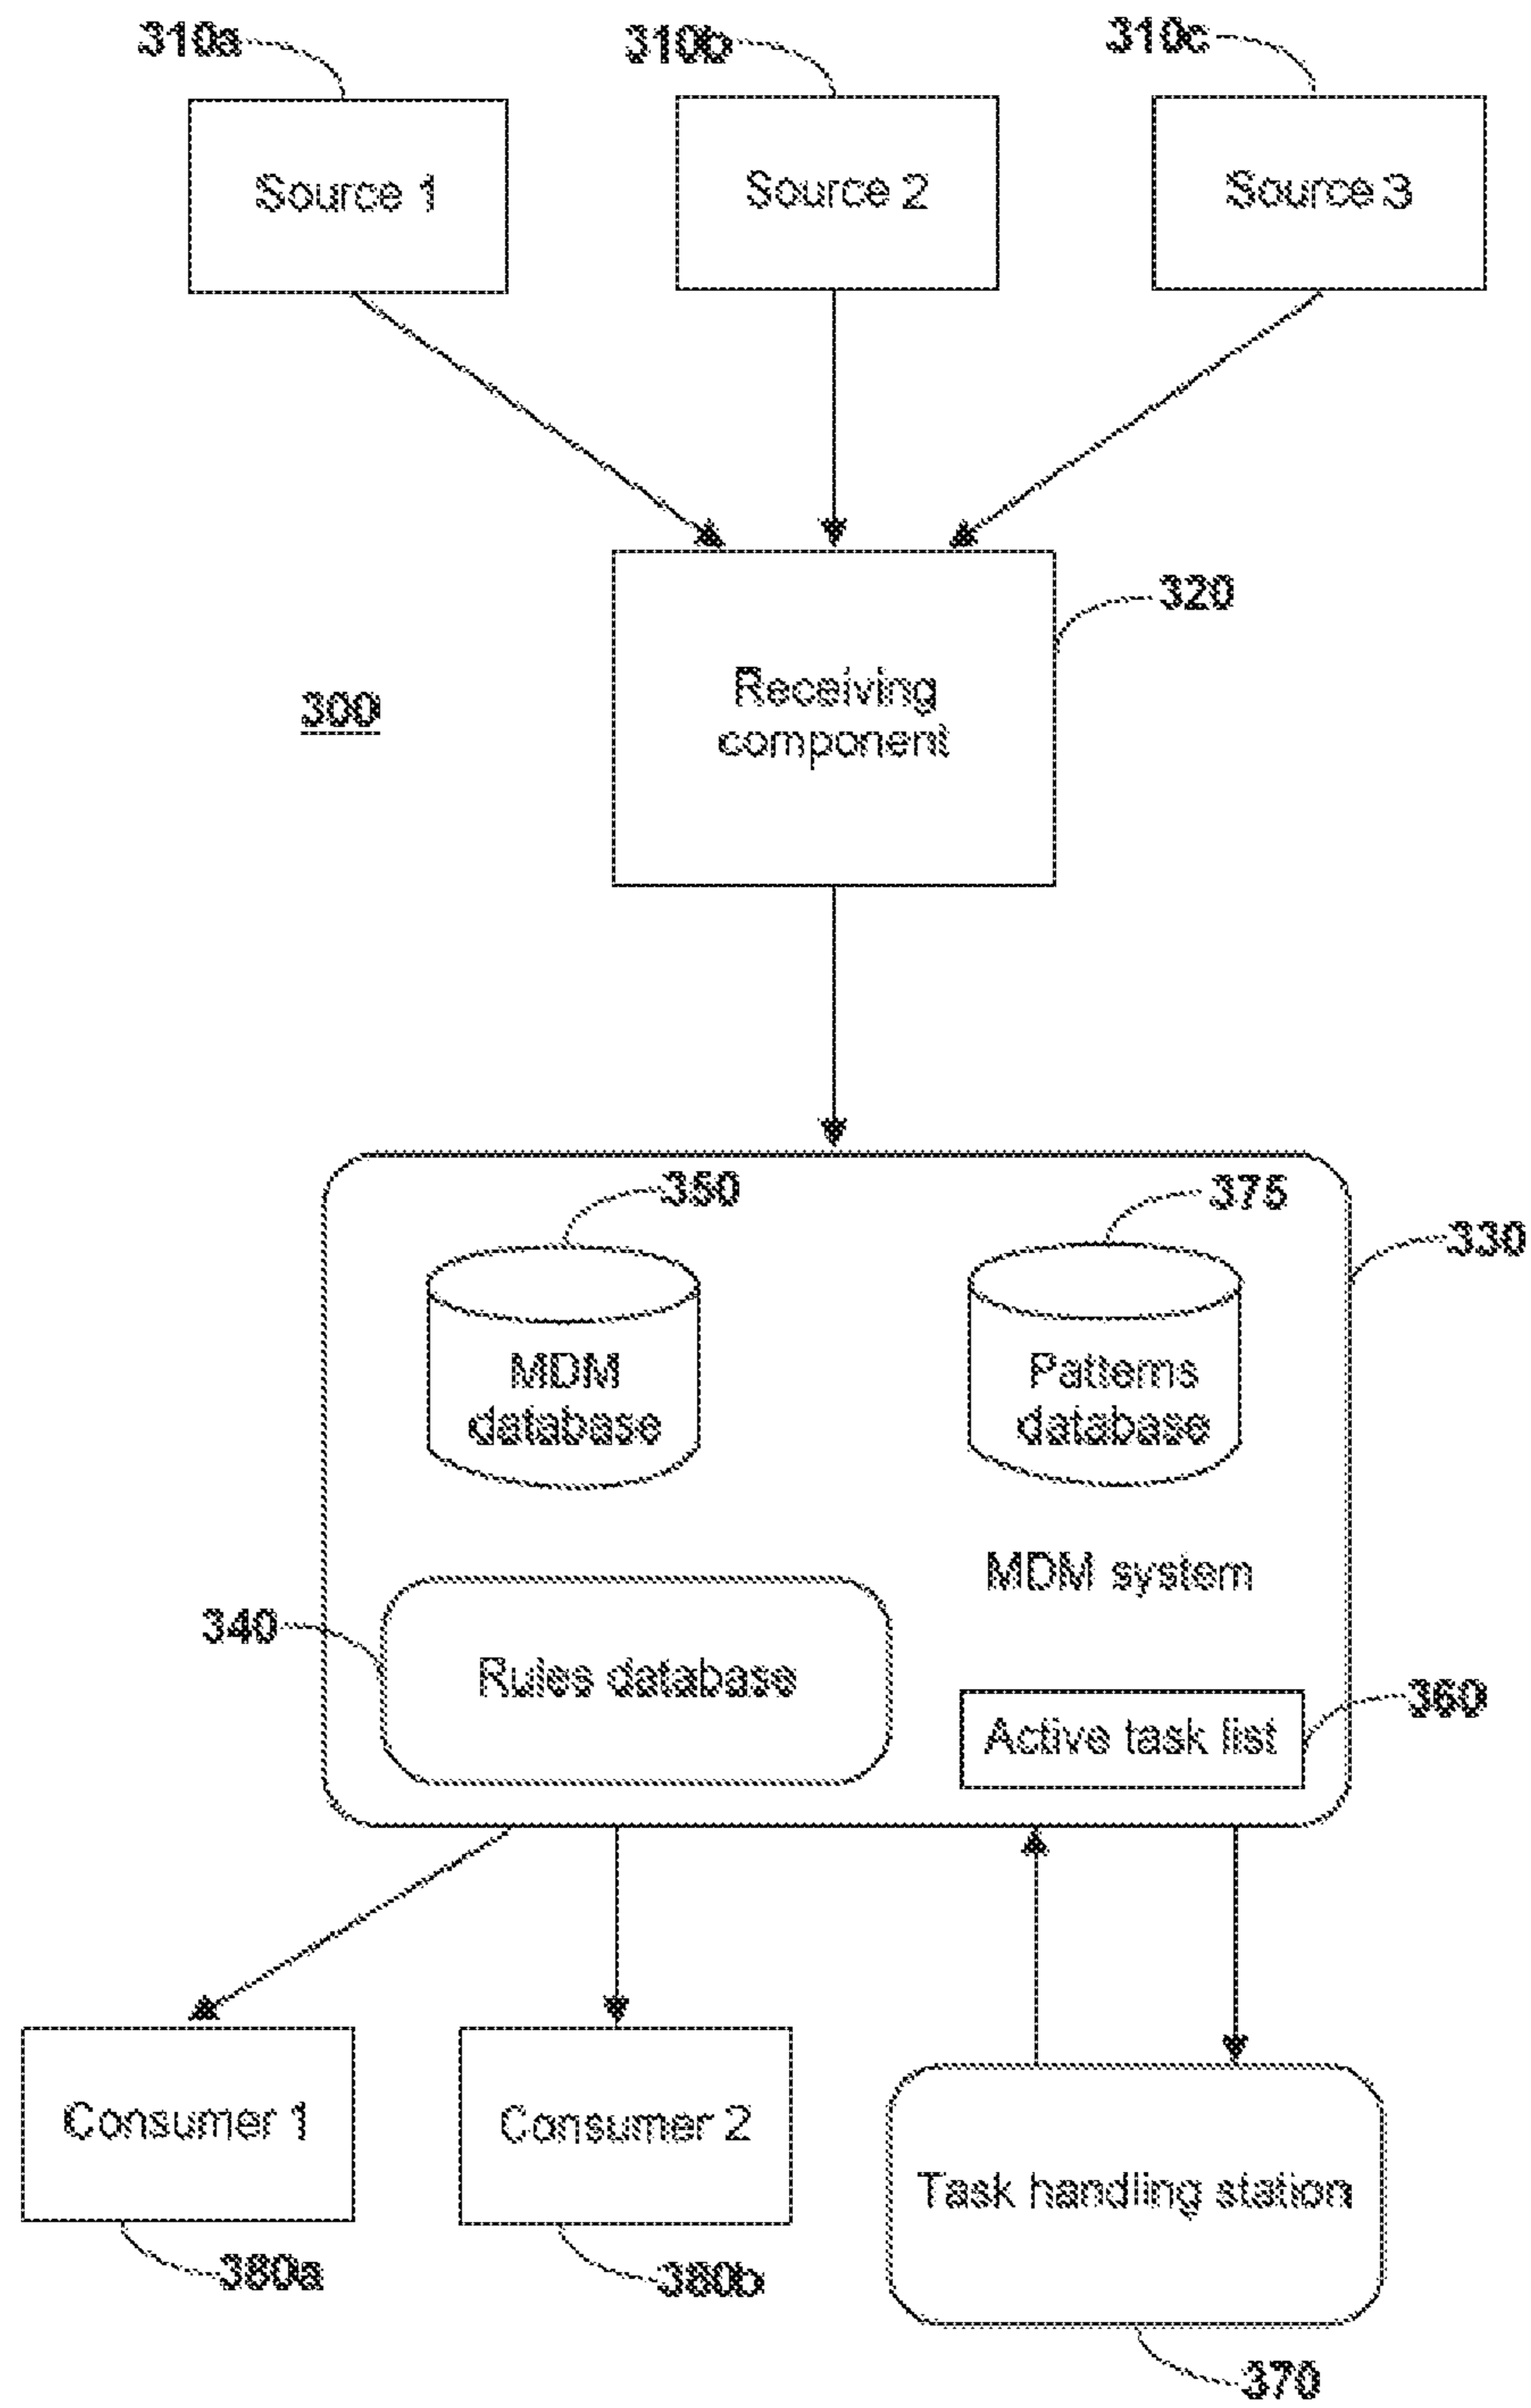 310a
310b
310c
Source 1
Source 2
Source 3
320
Receiving
component
300
350
375
330
MDM
database
Patterns
database
MDM system
340
Rules database
360
Active task list
Consumer 1
Consumer 2
Task handling station
380a
380b
370